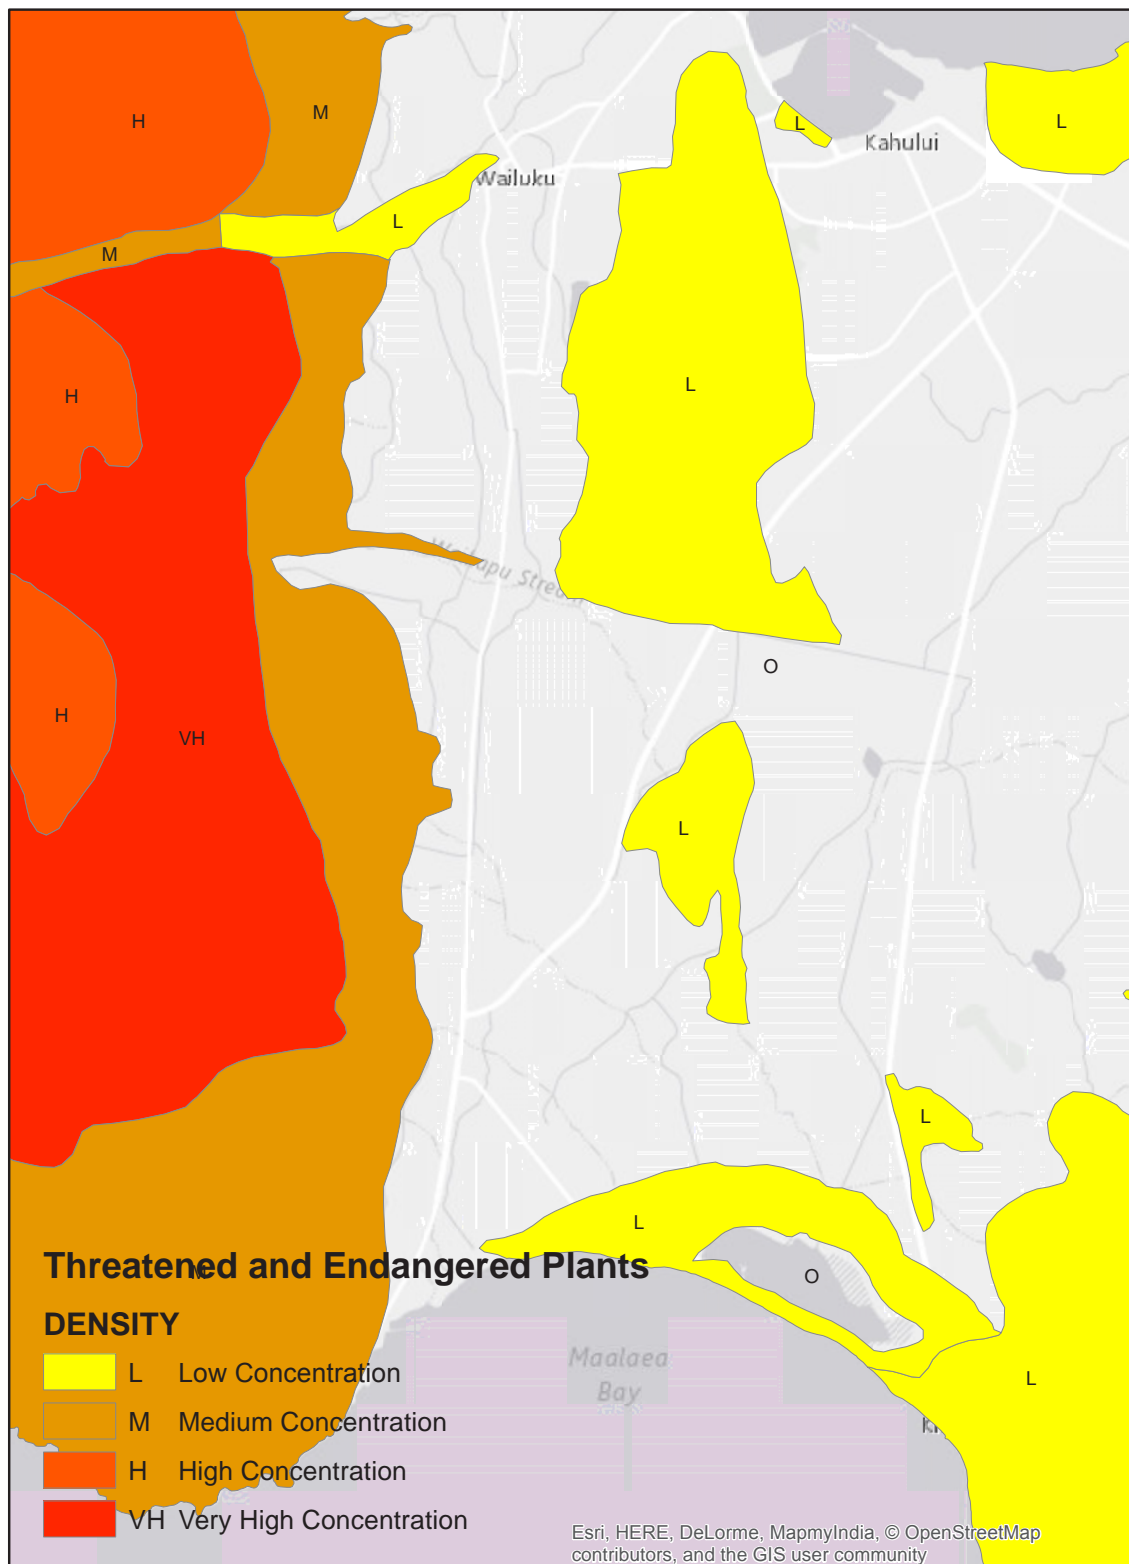 H
M
L
Kahului
L
Wailuku
L
M
H
L
O
H
VH
L
L
L
O
L
M
Threatened and Endangered Plants
DENSITY
L Low Concentration
M Medium Concentration
H High Concentration
VH Very High Concentration
Maalaea
Bay
Esri, HERE, DeLorme, MapmyIndia, © OpenStreetMap
contributors, and the GIS user community